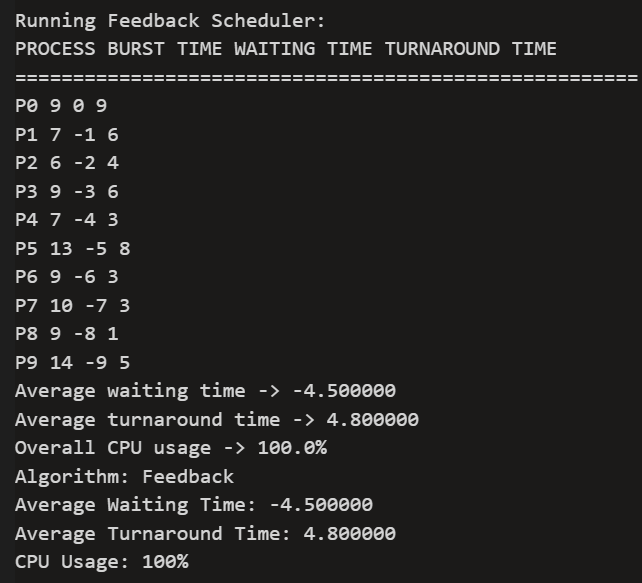 Running Feedback Scheduler:
PROCESS BURST TIME WAITING TIME TURNAROUND TIME
======================================================
P0 9 0 9
P1 7 -1 6
P2 6 -2 4
P3 9 -3 6
P4 7 -4 3
P5 13 -5 8
P6 9 -6 3
P7 10 -7 3
P8 9 -8 1
P9 14 -9 5
Average waiting time -> -4.500000
Average turnaround time -> 4.800000
Overall CPU usage -> 100.0%
Algorithm: Feedback
Average Waiting Time: -4.500000
Average Turnaround Time: 4.800000
CPU Usage: 100%